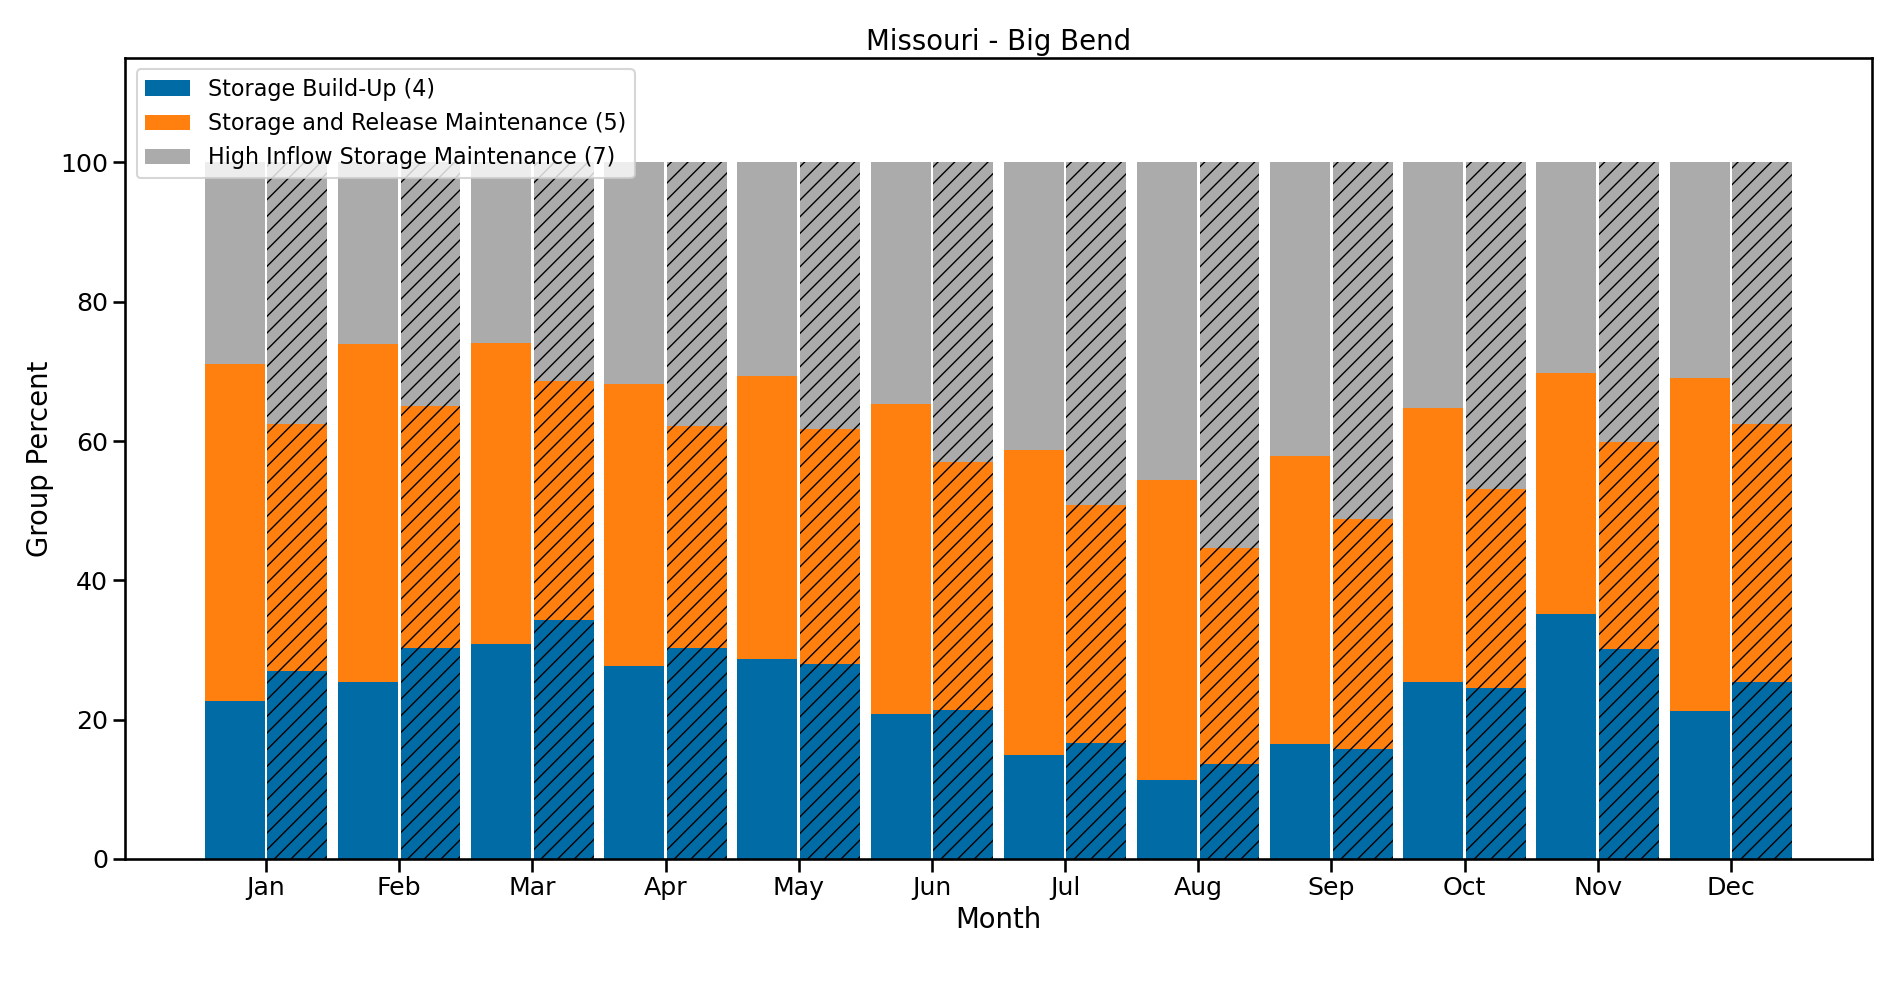 Missouri - Big Bend
Storage Build-Up (4)
Storage and Release Maintenance (5)
High Inflow Storage Maintenance (7)
Group Percent
100
80
60
40
20
0
Jan Feb Mar Apr May Jun Jul Aug Sep Oct Nov Dec
Month